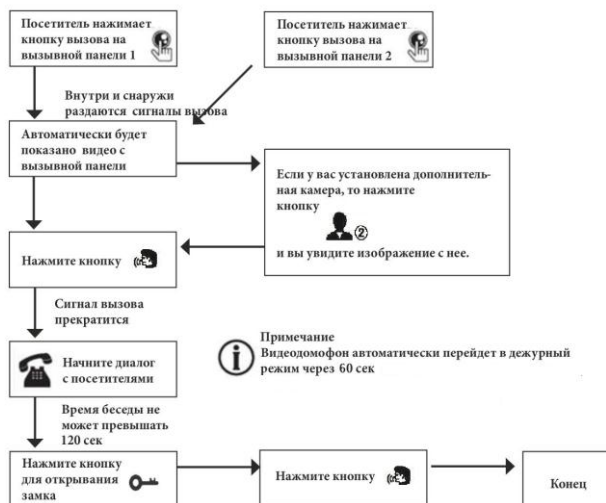 Посетитель нажимает
кнопку вызова на
вызывной панели 1
Посетитель нажимает
кнопку вызова на
вызывной панели 2
Внутри и снаружи
раздаются сигналы вызова
Автоматически будет
показано видео с
вызывной панели
Если у вас установлена дополнитель-
ная камера, то нажмите
кнопку
2
и вы увидите изображение с нее.
Нажмите кнопку
Сигнал вызова
прекратится
Примечание
Видеодомофон автоматически перейдет в дежурный
режим через 60 сек
Начните диалог
с посетителями
Время беседы не
может превышать
120 сек
Нажмите кнопку
для открывания
замка
Нажмите кнопку
Конец